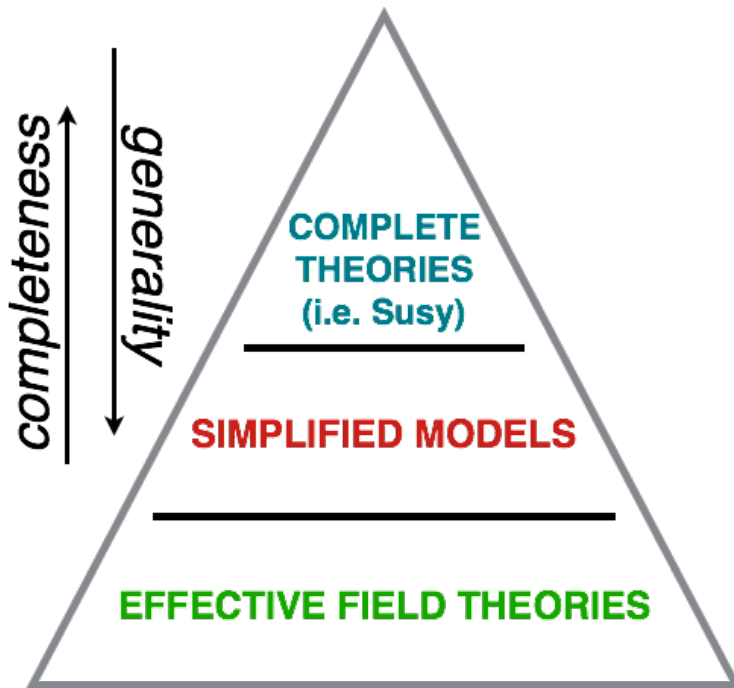 completeness
generality
COMPLETE
THEORIES
(i.e. Susy)
SIMPLIFIED MODELS
EFFECTIVE FIELD THEORIES